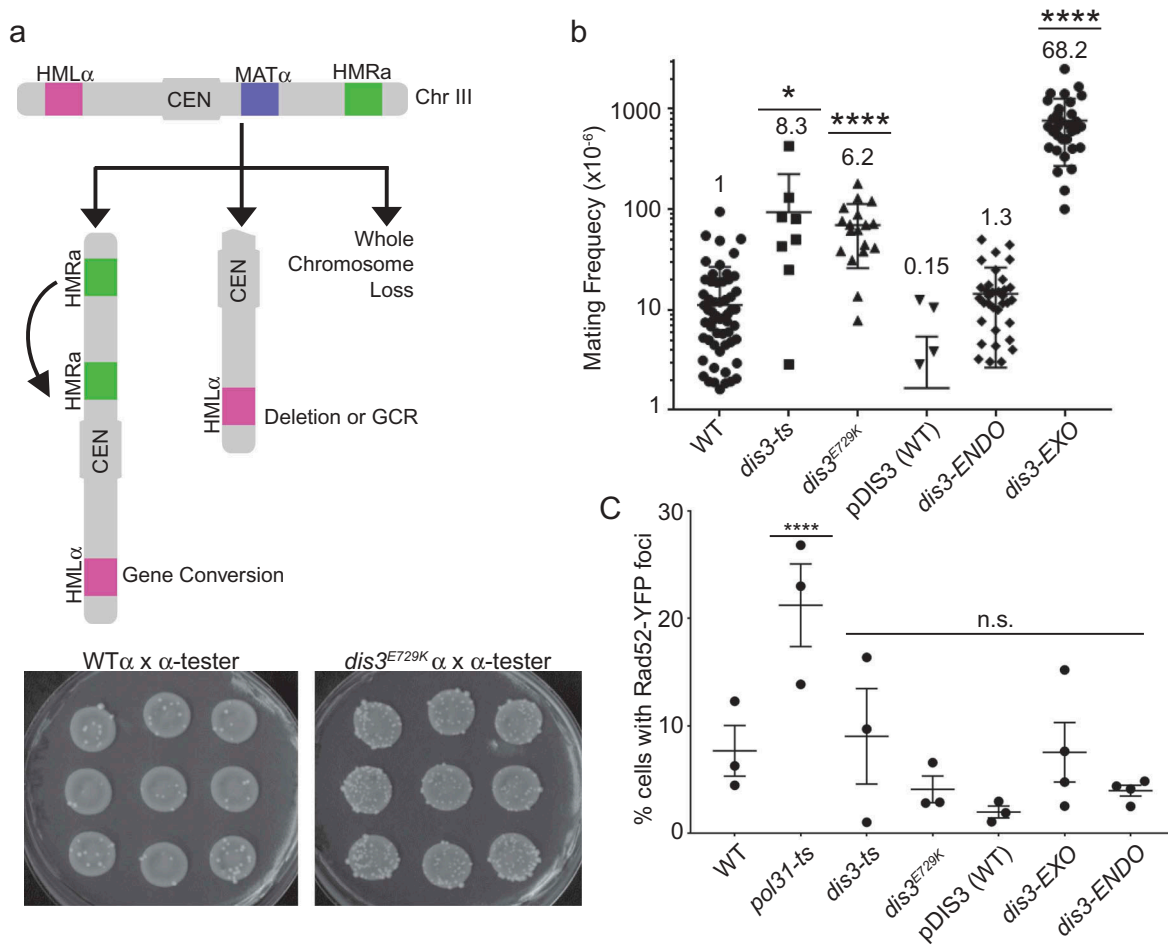 a
HMLα
MATα
HMRa
CEN
Chr III
HMRa
HMRa
CEN
HMLα
Gene Conversion
CEN
HMLα
Deletion or GCR
Whole
Chromosome
Loss
WTα x α-tester
dis3E729K α x α-tester
b
Mating Frequecy (x10-6)
1000
100
10
1
1
*
8.3
****
6.2
0.15
1.3
****
68.2
WT
dis3-ts
dis3E729K
pDIS3 (WT)
dis3-ENDO
dis3-EXO
C
% cells with Rad52-YFP foci
30
20
10
0
****
n.s.
WT
pol31-ts
dis3-ts
dis3E729K
pDIS3 (WT)
dis3-EXO
dis3-ENDO